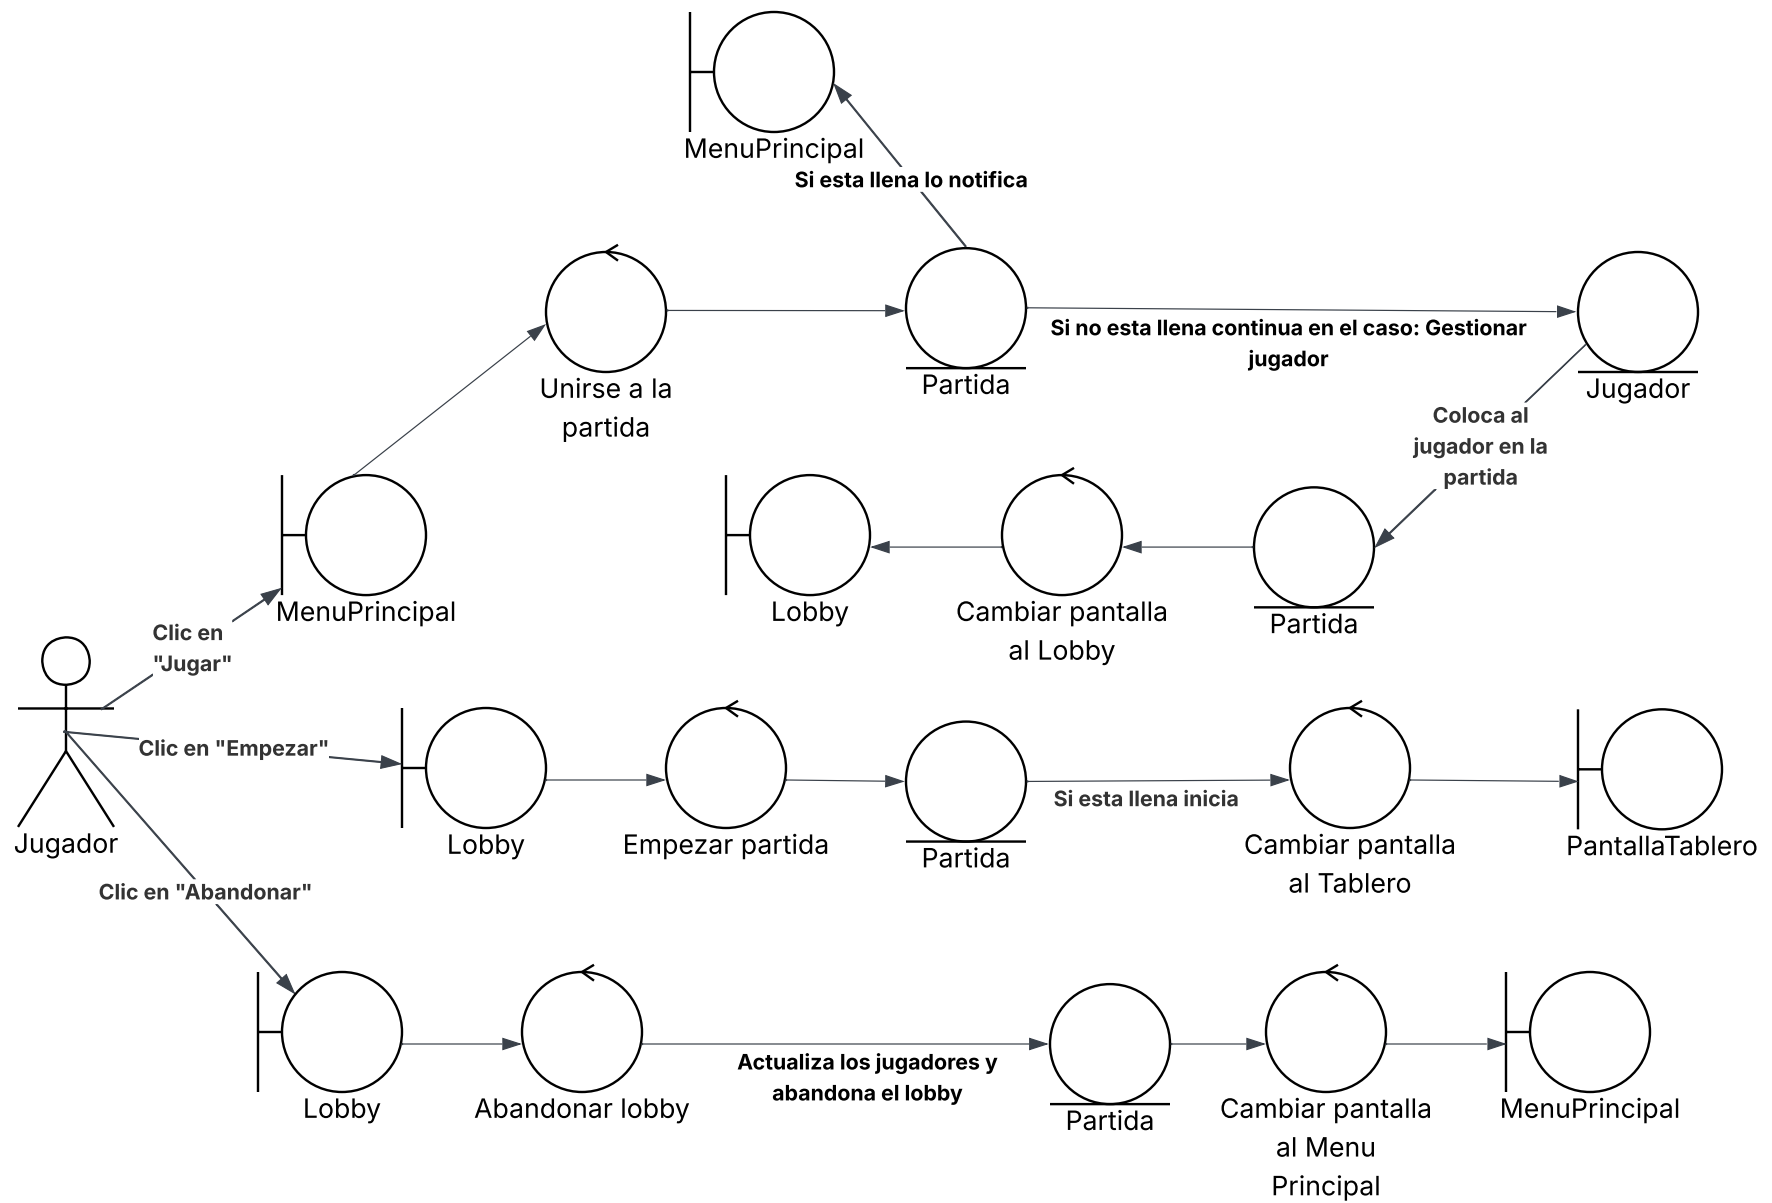 MenuPrincipal
Si esta llena lo notifica
Unirse a la
partida
Partida
Si no esta llena continua en el caso: Gestionar
jugador
Jugador
Coloca al
jugador en la
partida
MenuPrincipal
Lobby
Cambiar pantalla
al Lobby
Partida
Clic en
"Jugar"
Jugador
Clic en "Empezar"
Lobby
Empezar partida
Partida
Si esta llena inicia
Cambiar pantalla
al Tablero
PantallaTablero
Clic en "Abandonar"
Lobby
Abandonar lobby
Actualiza los jugadores y
abandona el lobby
Partida
Cambiar pantalla
al Menu
Principal
MenuPrincipal